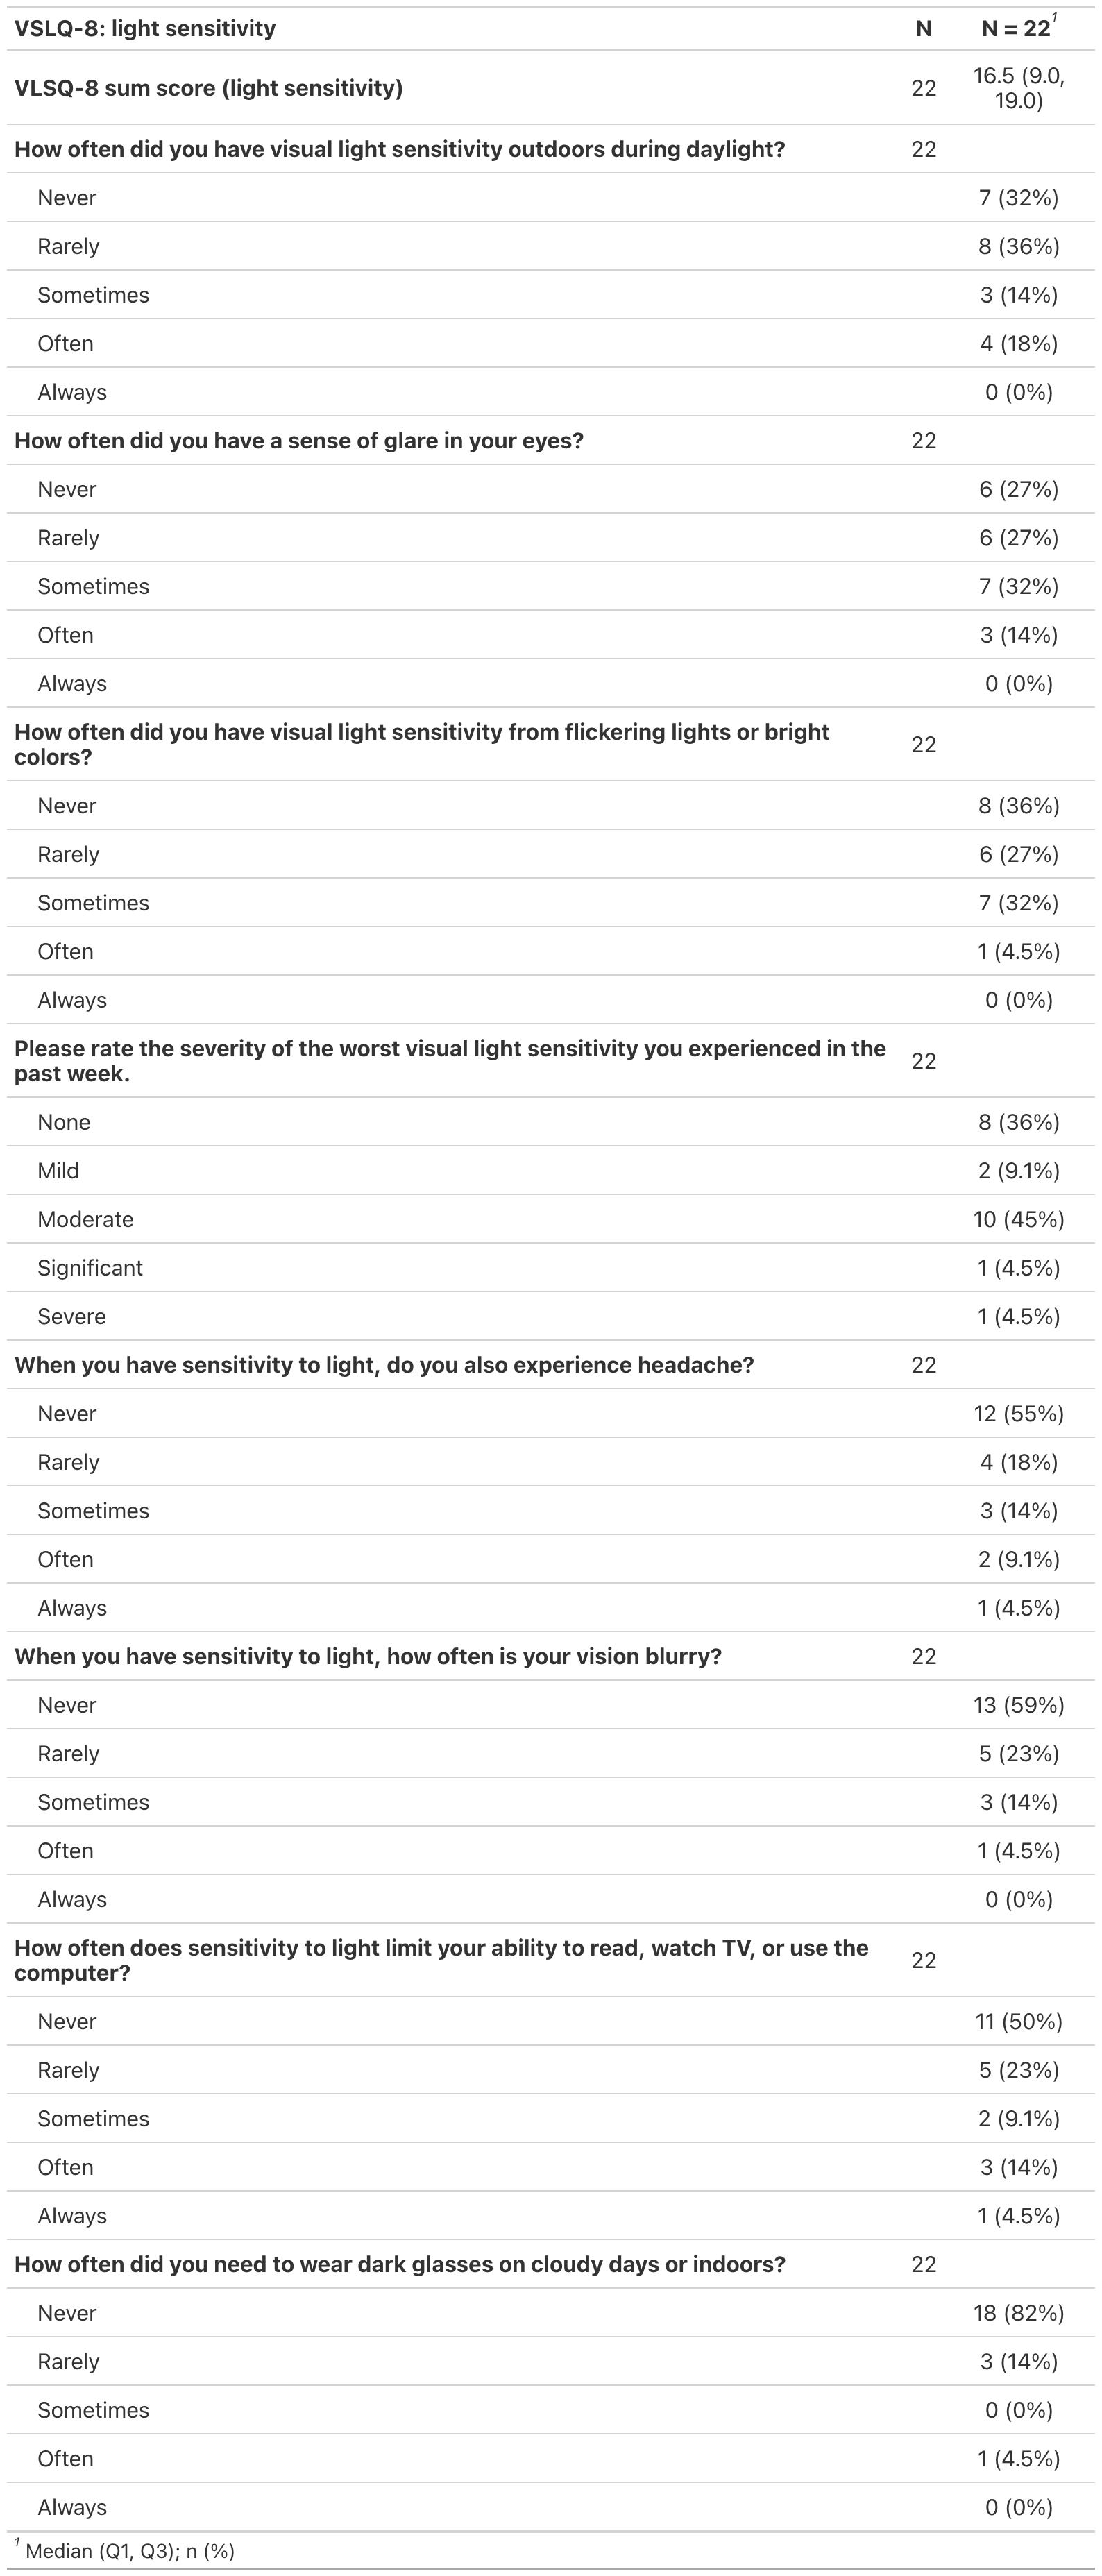 VSLQ-8: light sensitivity N N = 22¹
VLSQ-8 sum score (light sensitivity) 22 16.5 (9.0,
19.0)
How often did you have visual light sensitivity outdoors during daylight? 22
Never 7 (32%)
Rarely 8 (36%)
Sometimes 3 (14%)
Often 4 (18%)
Always 0 (0%)
How often did you have a sense of glare in your eyes? 22
Never 6 (27%)
Rarely 6 (27%)
Sometimes 7 (32%)
Often 3 (14%)
Always 0 (0%)
How often did you have visual light sensitivity from flickering lights or bright
colors? 22
Never 8 (36%)
Rarely 6 (27%)
Sometimes 7 (32%)
Often 1 (4.5%)
Always 0 (0%)
Please rate the severity of the worst visual light sensitivity you experienced in the
past week. 22
None 8 (36%)
Mild 2 (9.1%)
Moderate 10 (45%)
Significant 1 (4.5%)
Severe 1 (4.5%)
When you have sensitivity to light, do you also experience headache? 22
Never 12 (55%)
Rarely 4 (18%)
Sometimes 3 (14%)
Often 2 (9.1%)
Always 1 (4.5%)
When you have sensitivity to light, how often is your vision blurry? 22
Never 13 (59%)
Rarely 5 (23%)
Sometimes 3 (14%)
Often 1 (4.5%)
Always 0 (0%)
How often does sensitivity to light limit your ability to read, watch TV, or use the
computer? 22
Never 11 (50%)
Rarely 5 (23%)
Sometimes 2 (9.1%)
Often 3 (14%)
Always 1 (4.5%)
How often did you need to wear dark glasses on cloudy days or indoors? 22
Never 18 (82%)
Rarely 3 (14%)
Sometimes 0 (0%)
Often 1 (4.5%)
Always 0 (0%)
¹ Median (Q1, Q3); n (%)